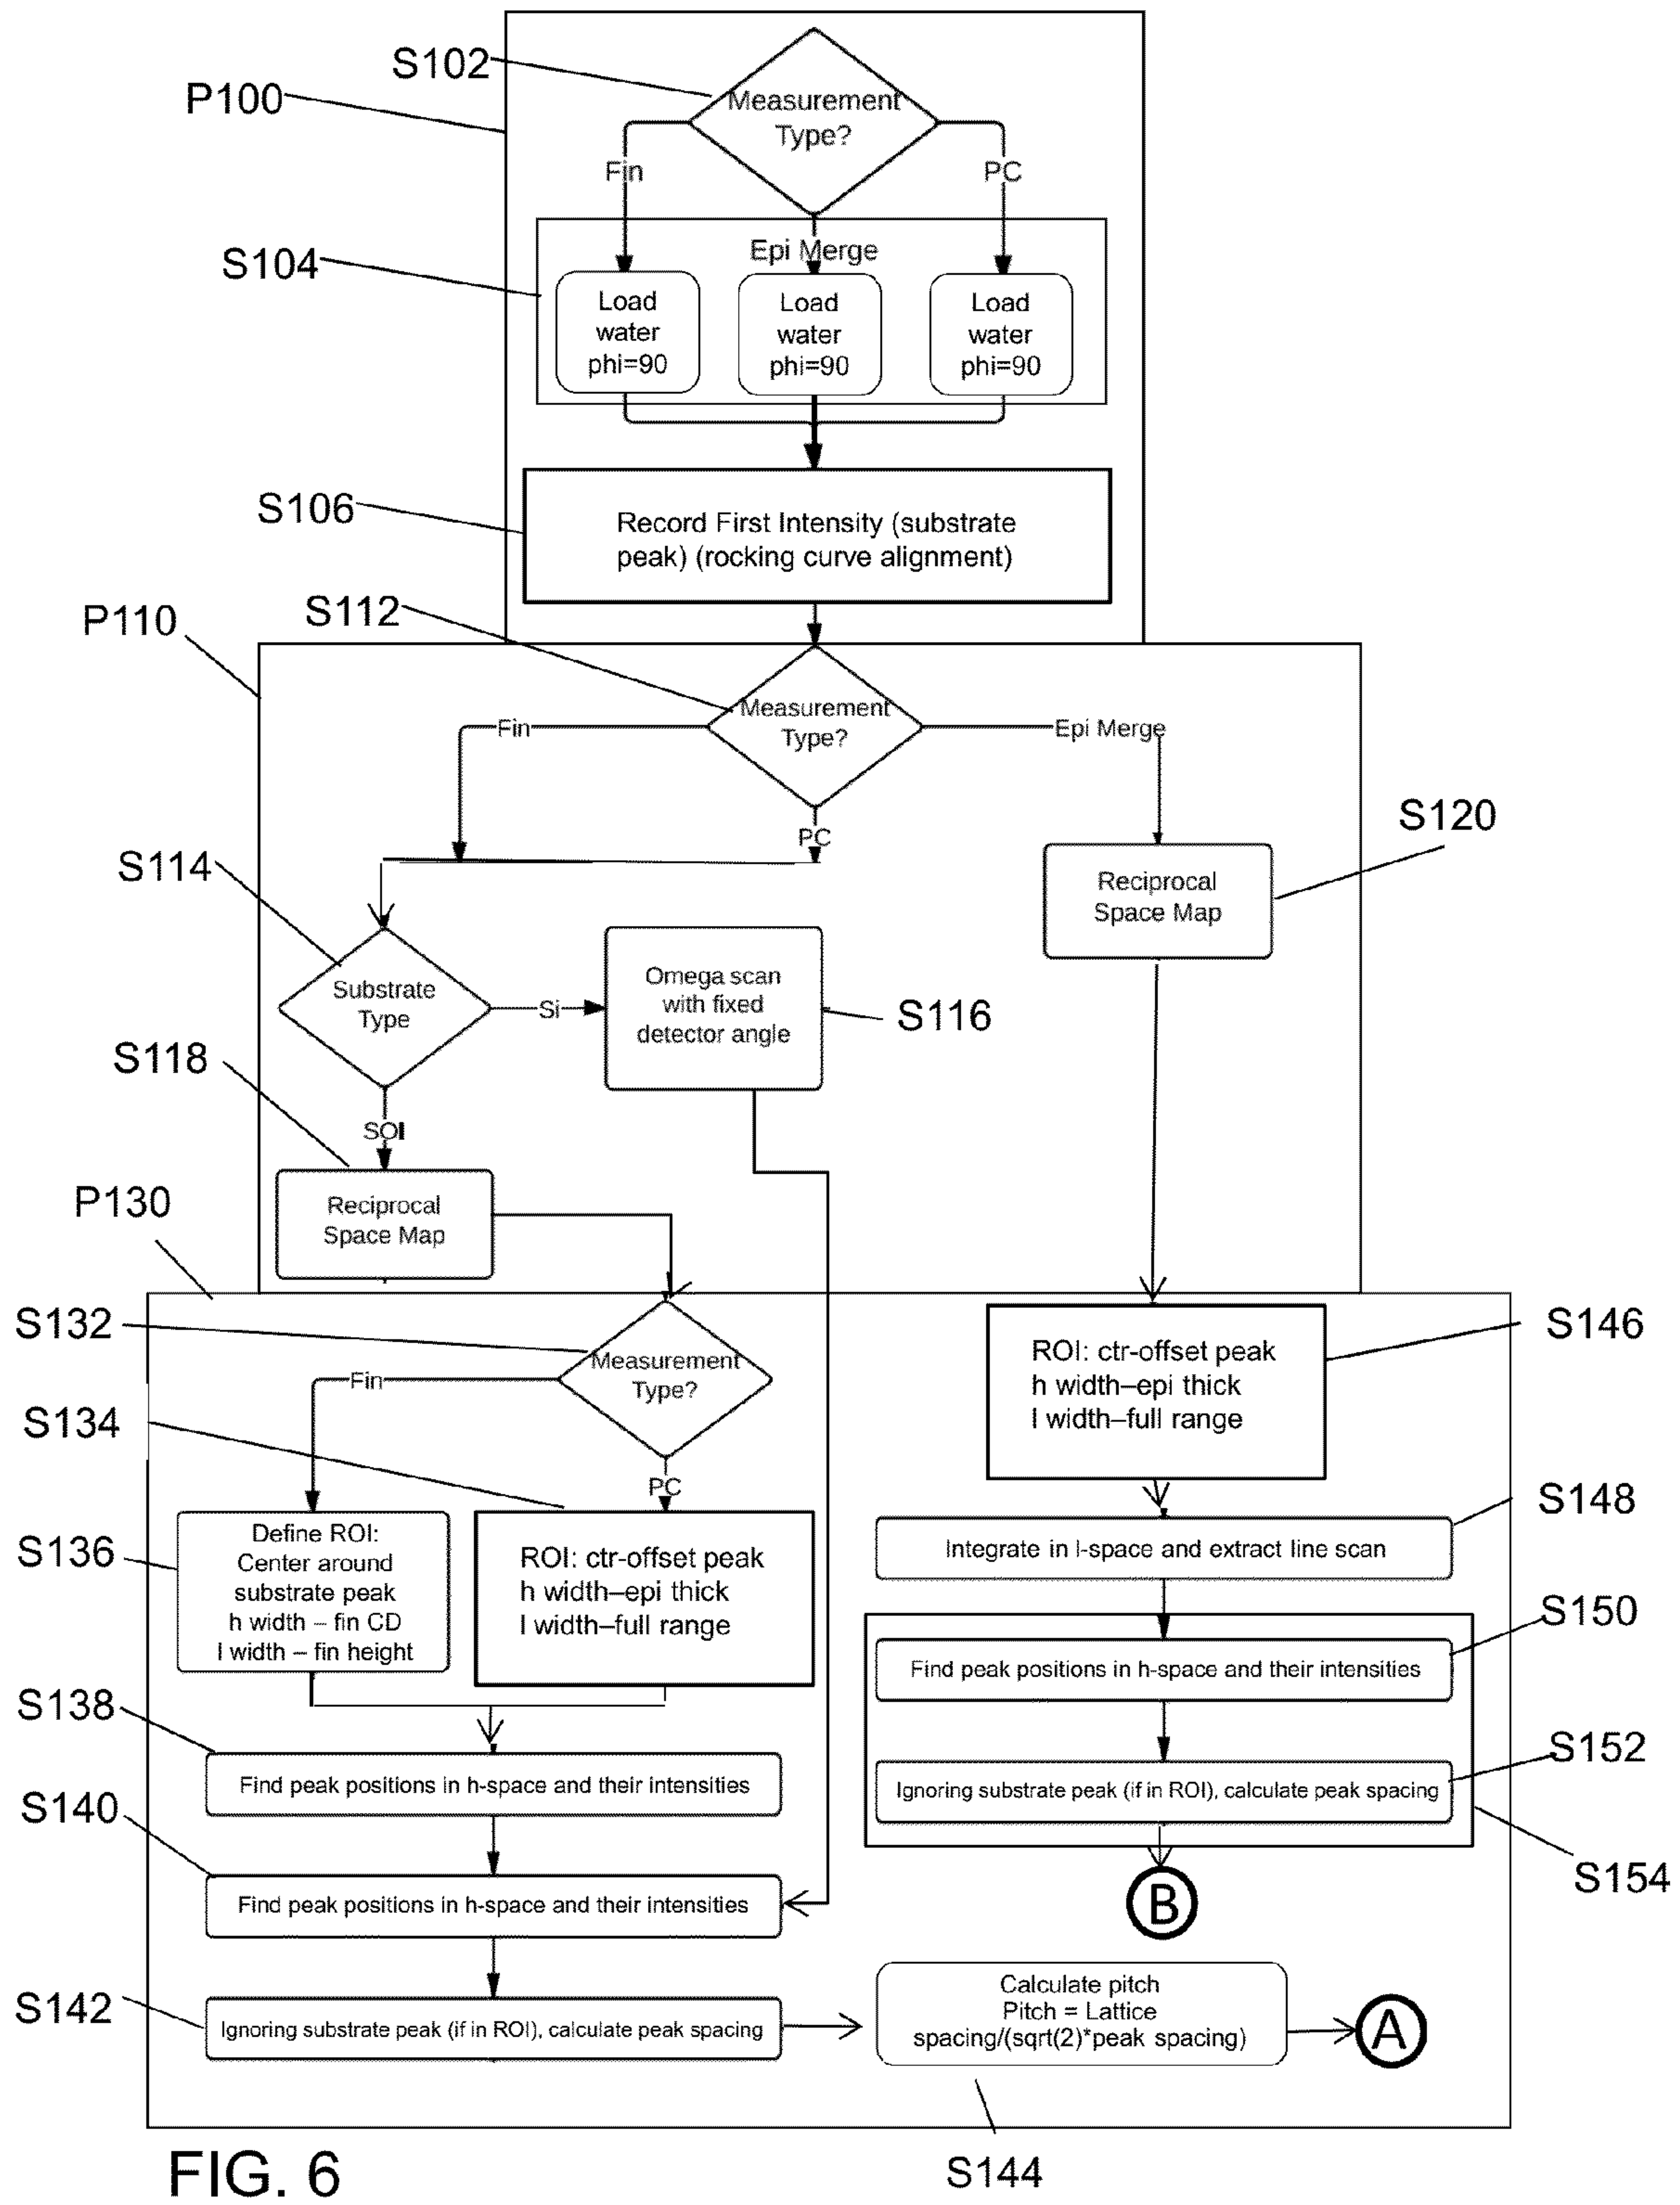 S102
P100
Measurement
Type?
Fin
PC
Epi Merge
S104
Load
water
phi=90
Load
water
phi=90
Load
water
phi=90
S106
Record First Intensity (substrate
peak) (rocking curve alignment)
S112
P110
Measurement
Type?
Fin
Epi Merge
PC
S120
Reciprocal
Space Map
S114
Substrate
Type
Si
Omega scan
with fixed
detector angle
S116
S118
SOI
Reciprocal
Space Map
P130
S132
Measurement
Type?
Fin
PC
S146
ROI: ctr-offset peak
h width–epi thick
l width–full range
S134
S136
Define ROI:
Center around
substrate peak
h width – fin CD
l width – fin height
ROI: ctr-offset peak
h width–epi thick
l width–full range
S148
Integrate in l-space and extract line scan
S150
Find peak positions in h-space and their intensities
S138
Find peak positions in h-space and their intensities
S152
Ignoring substrate peak (if in ROI), calculate peak spacing
S154
B
S140
Find peak positions in h-space and their intensities
S142
Ignoring substrate peak (if in ROI), calculate peak spacing
Calculate pitch
Pitch = Lattice
spacing/(sqrt(2)*peak spacing)
A
S144
FIG. 6